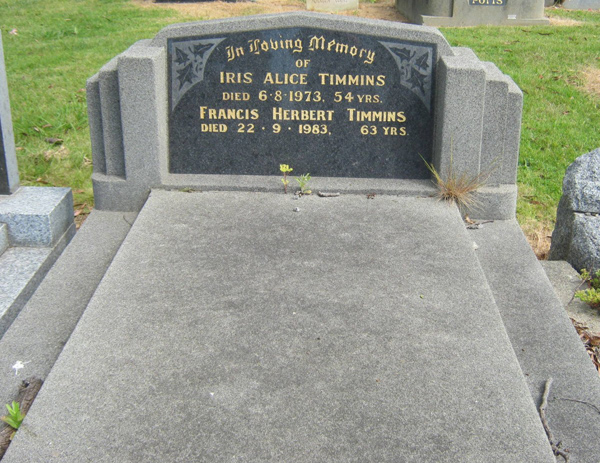 POTTS
In Loving Memory
OF
IRIS ALICE TIMMINS
DIED 6·8·1973, 54 YRS.
FRANCIS HERBERT TIMMINS
DIED 22·9·1983, 63 YRS.